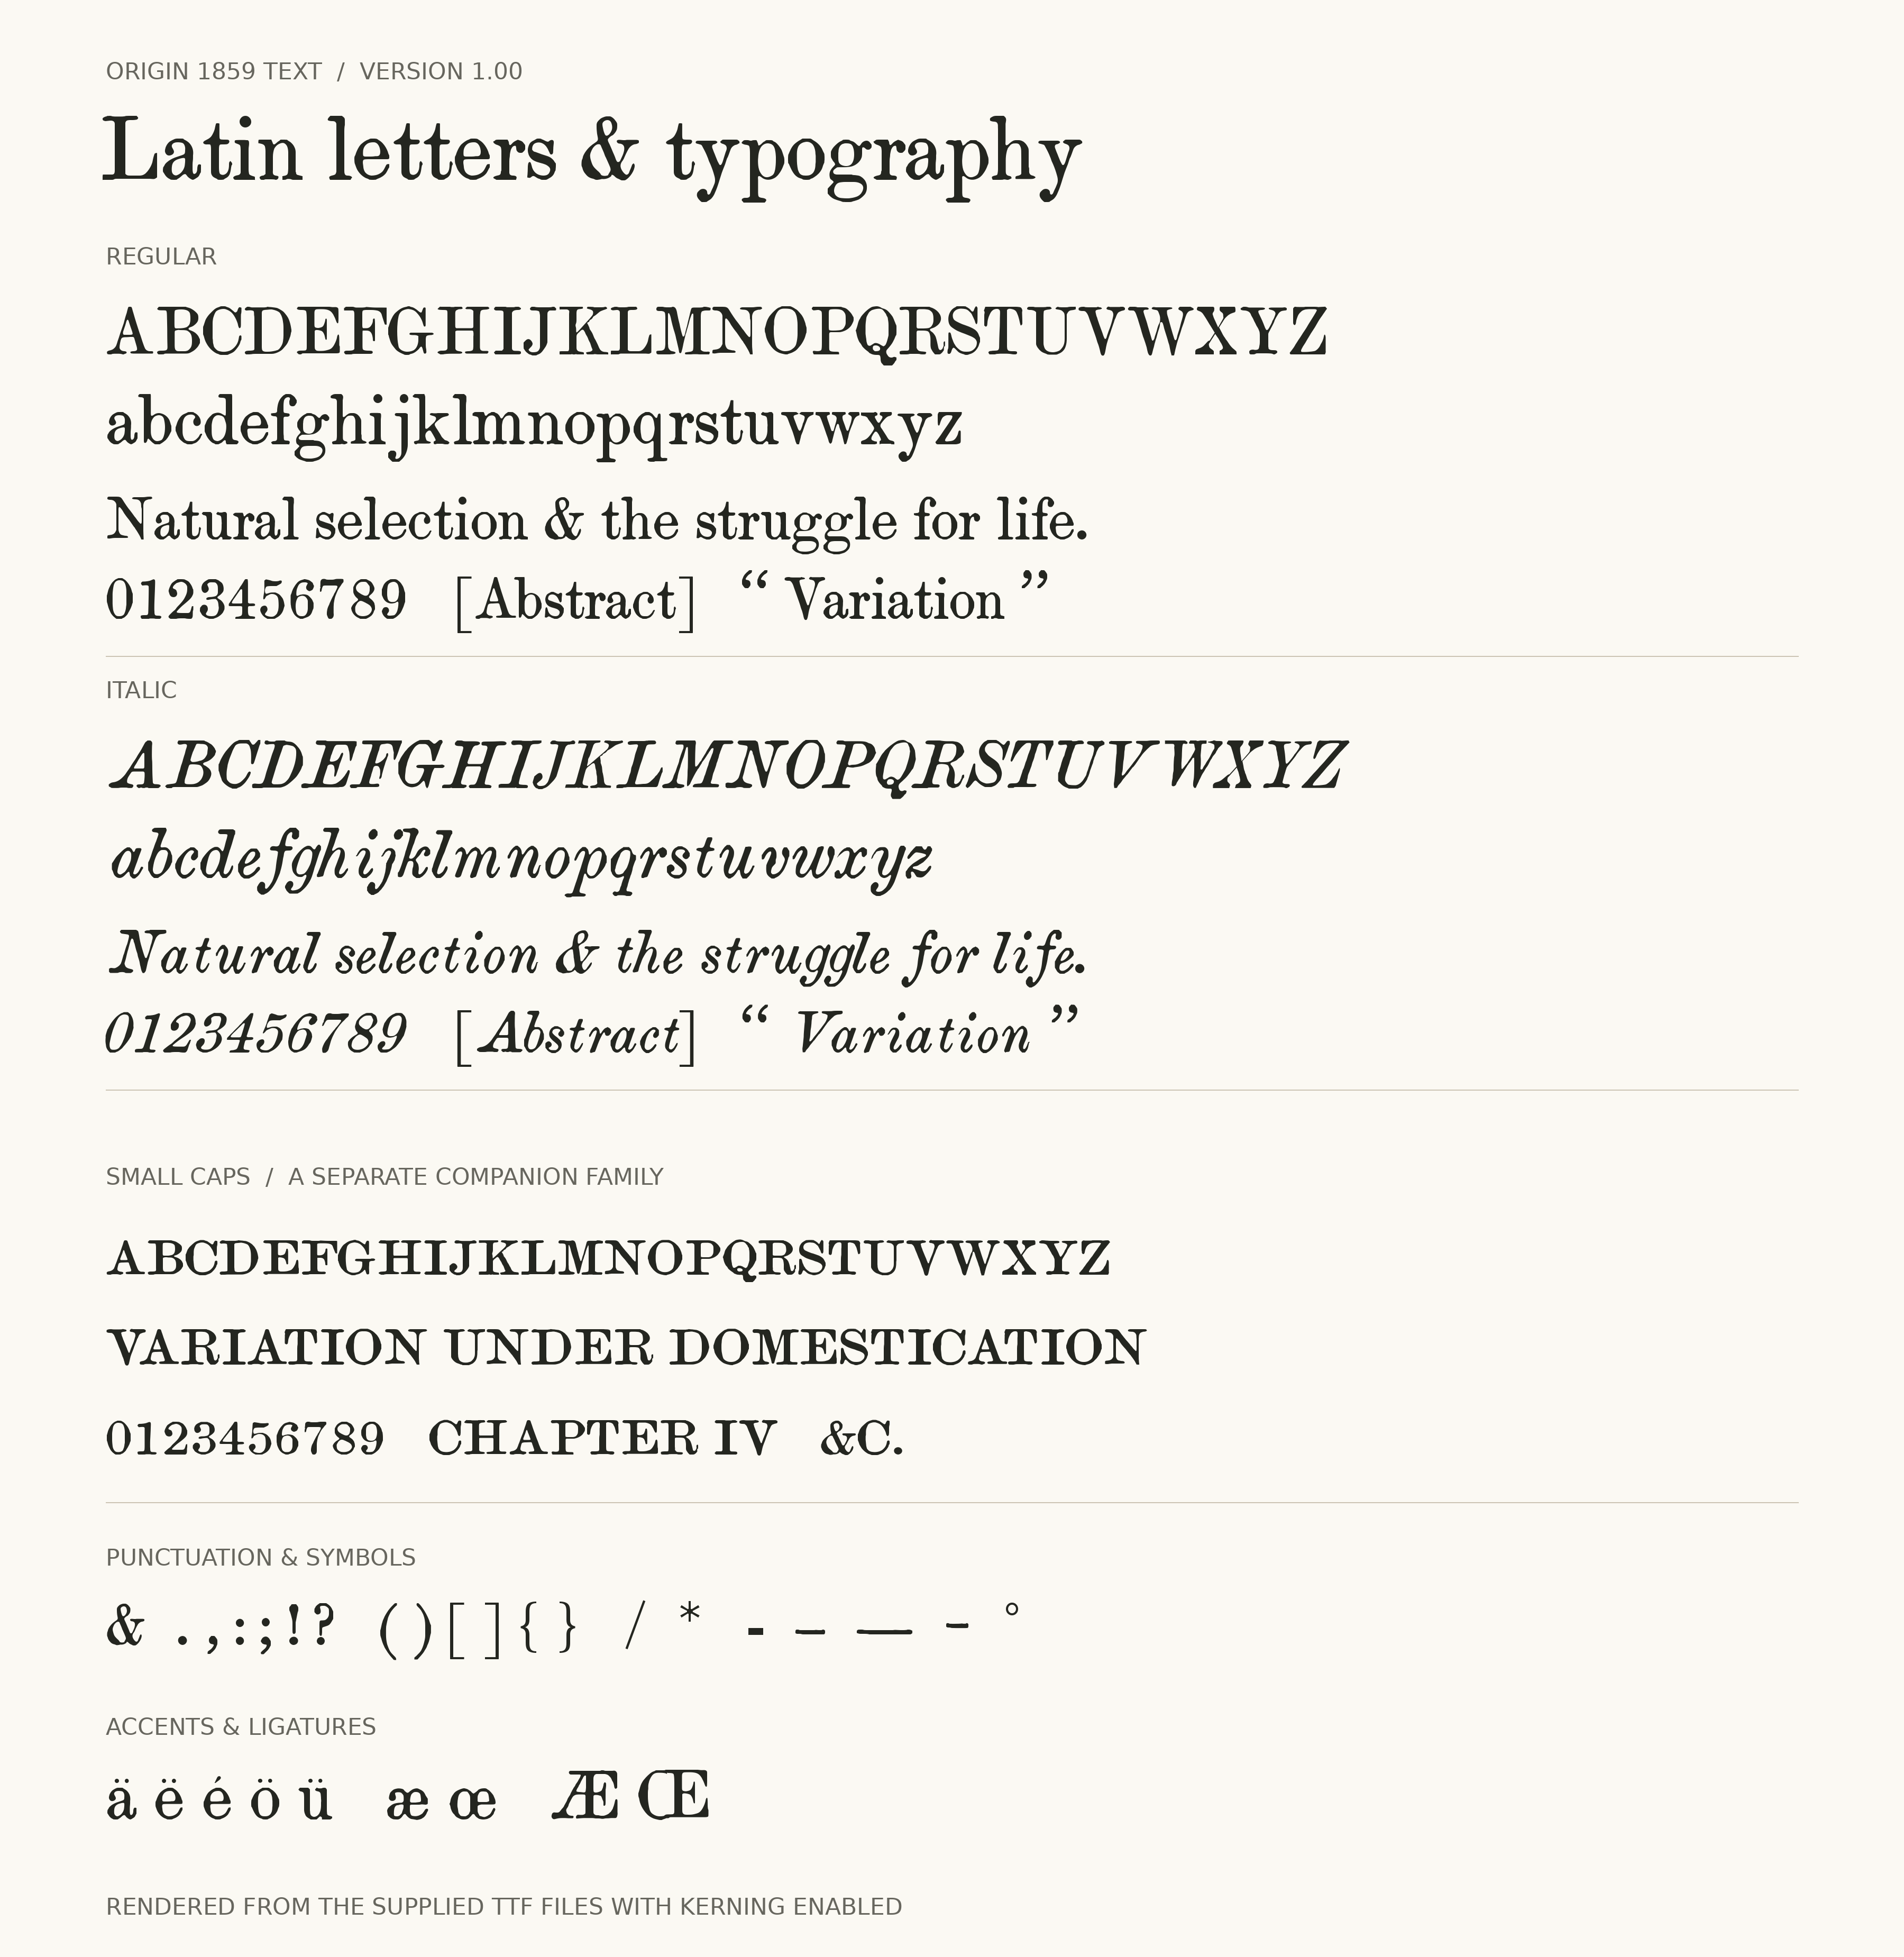 ORIGIN 1859 TEXT / VERSION 1.00
Latin letters & typography
REGULAR
ABCDEFGHIJKLMNOPQRSTUVWXYZ
abcdefghijklmnopqrstuvwxyz
Natural selection & the struggle for life.
0123456789 [Abstract] “ Variation ”
ITALIC
ABCDEFGHIJKLMNOPQRSTUVWXYZ
abcdefghijklmnopqrstuvwxyz
Natural selection & the struggle for life.
0123456789 [Abstract] “ Variation ”
SMALL CAPS / A SEPARATE COMPANION FAMILY
ABCDEFGHIJKLMNOPQRSTUVWXYZ
VARIATION UNDER DOMESTICATION
0123456789 CHAPTER IV &C.
PUNCTUATION & SYMBOLS
& . , : ; ! ? ( ) [ ] { } / * - – — − °
ACCENTS & LIGATURES
ä ë é ö ü æ œ Æ Œ
RENDERED FROM THE SUPPLIED TTF FILES WITH KERNING ENABLED